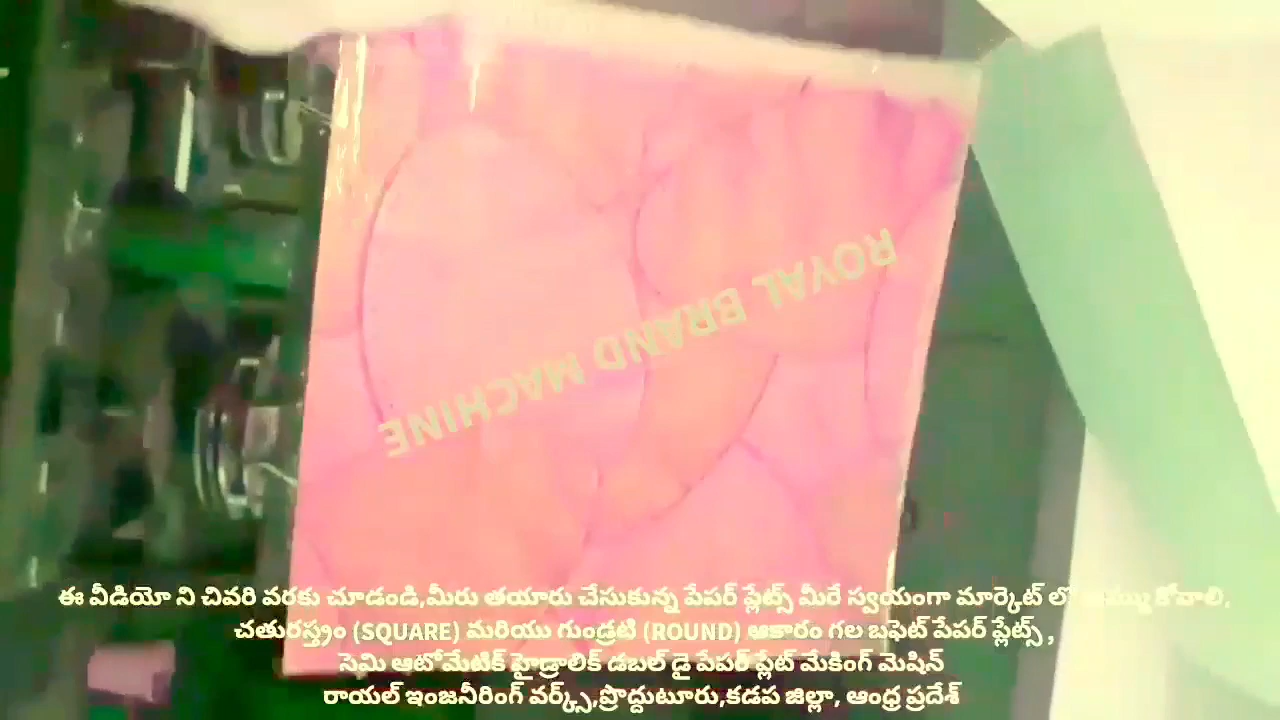 ROYAL BRAND MACHINE
ఈ వీడియో ని చివరి వరకు చూడండి,మీరు తయారు చేసుకున్న పేపర్ ప్లేట్స్ మీరే స్వయంగా మార్కెట్ లో
చతురస్త్రం (SQUARE) మరియు గుండ్రటి (ROUND) ఆకారం గల బఫెట్ పేపర్ ప్లేట్స్ ,
సెమి ఆటోమేటిక్ హైడ్రాలిక్ డబల్ డై పేపర్ ప్లేట్ మేకింగ్ మెషిన్
రాయల్ ఇంజనీరింగ్ వర్క్స్,ప్రొద్దుటూరు,కడప జిల్లా, ఆంధ్ర ప్రదేశ్